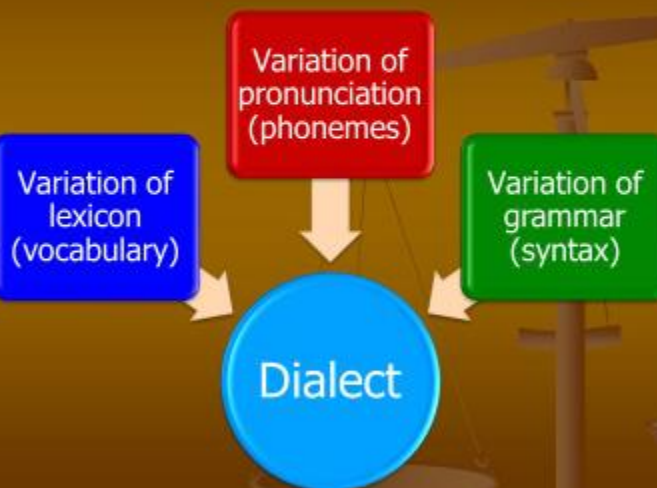 Variation of
pronunciation
(phonemes)
Variation of
lexicon
(vocabulary)
Variation of
grammar
(syntax)
Dialect